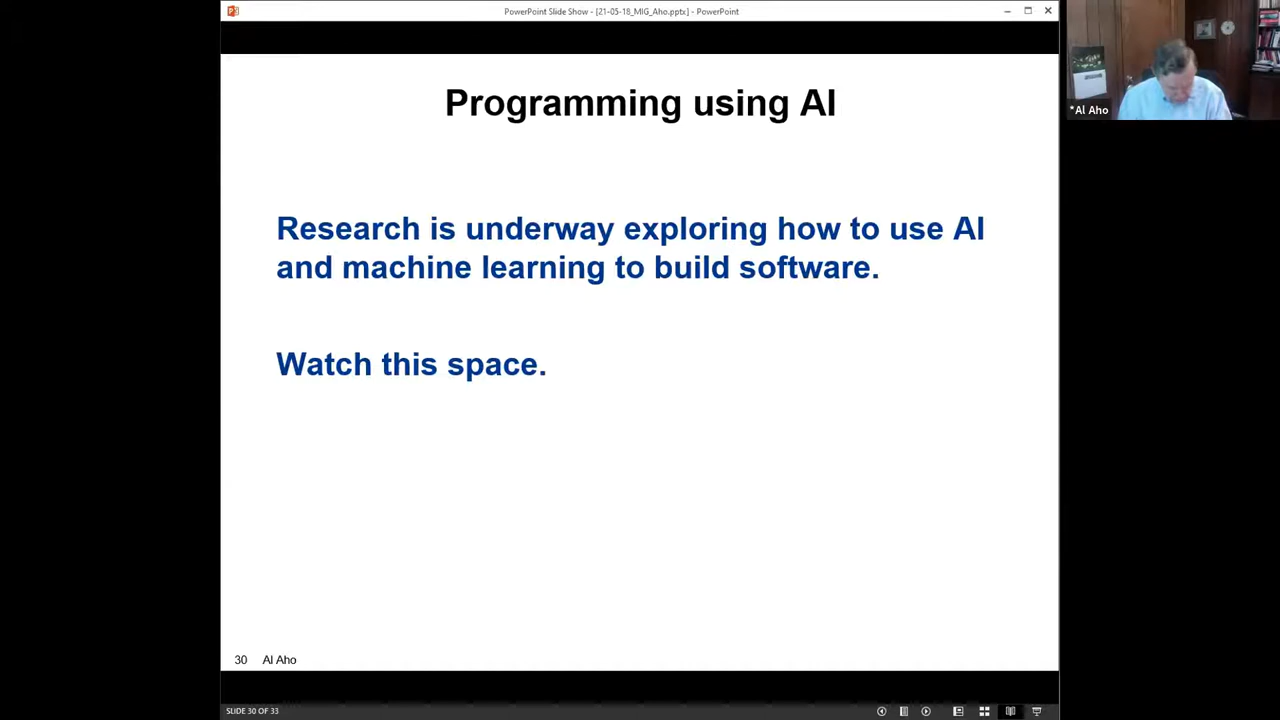 PowerPoint Slide Show - [21-05-18_MIG_Aho.pptx] - PowerPoint
Programming using AI
*Al Aho
Research is underway exploring how to use AI
and machine learning to build software.
Watch this space.
30 Al Aho
SLIDE 30 OF 33